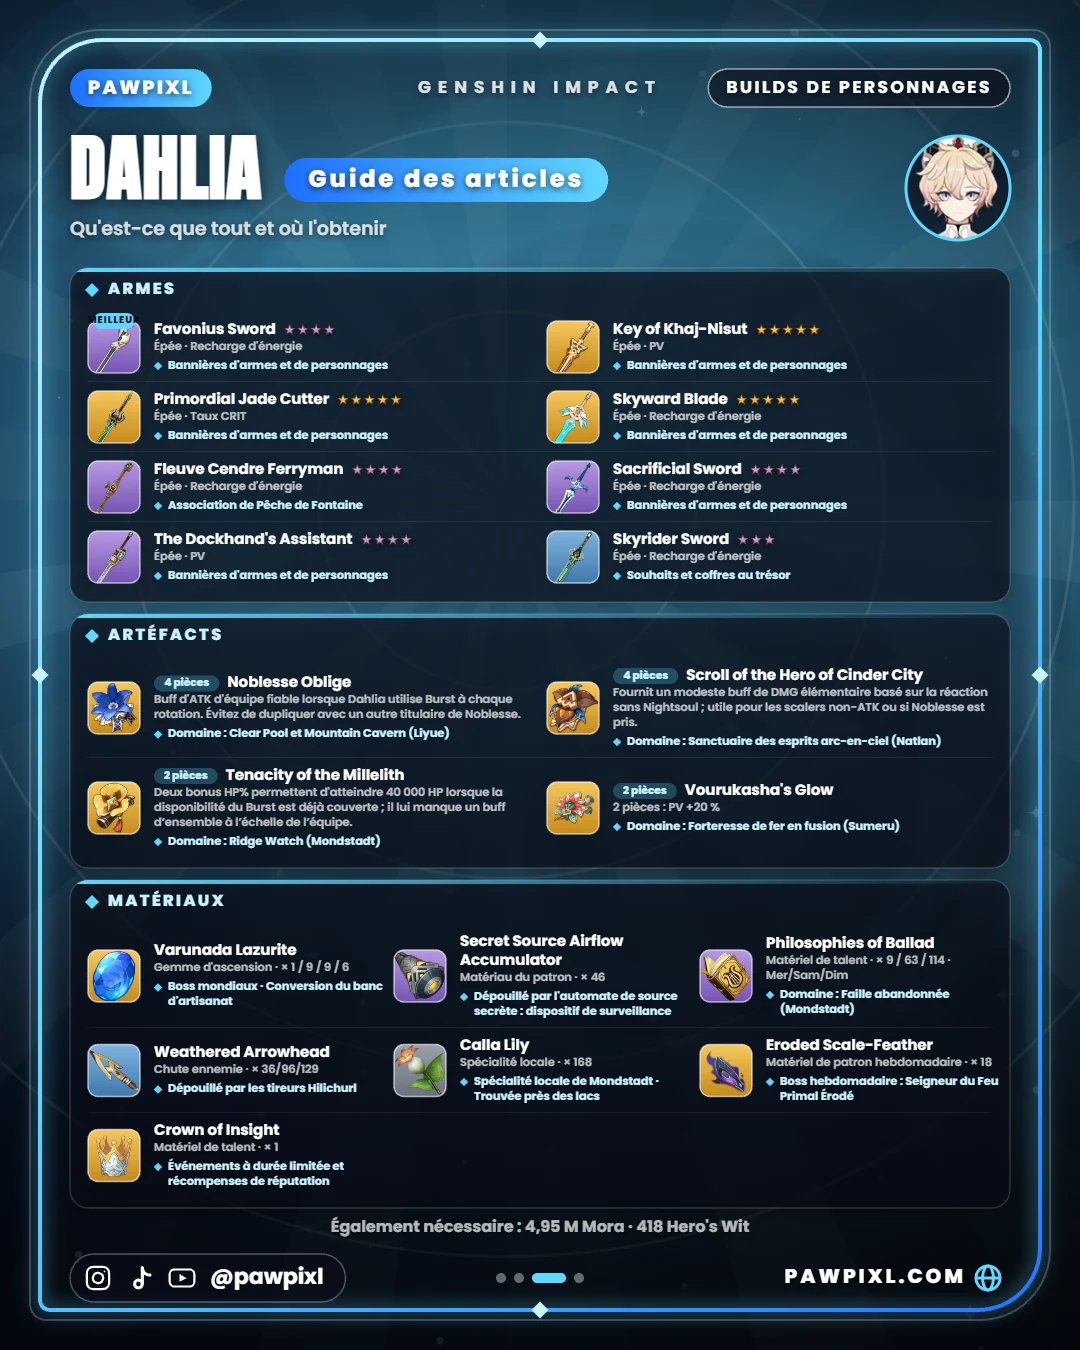 PAWPIXL
GENSHIN IMPACT
BUILDS DE PERSONNAGES
DAHLIA
Guide des articles
Qu'est-ce que tout et où l'obtenir
ARMES
MEILLEUR
Favonius Sword ★★★★
Épée · Recharge d'énergie
Bannières d'armes et de personnages
Key of Khaj-Nisut ★★★★★
Épée · PV
Bannières d'armes et de personnages
Primordial Jade Cutter ★★★★★
Épée · Taux CRIT
Bannières d'armes et de personnages
Skyward Blade ★★★★★
Épée · Recharge d'énergie
Bannières d'armes et de personnages
Fleuve Cendre Ferryman ★★★★
Épée · Recharge d'énergie
Association de Pêche de Fontaine
Sacrificial Sword ★★★★
Épée · Recharge d'énergie
Bannières d'armes et de personnages
The Dockhand's Assistant ★★★★
Épée · PV
Bannières d'armes et de personnages
Skyrider Sword ★★★
Épée · Recharge d'énergie
Souhaits et coffres au trésor
ARTÉFACTS
4 pièces Noblesse Oblige
Buff d'ATK d'équipe fiable lorsque Dahlia utilise Burst à chaque
rotation. Évitez de dupliquer avec un autre titulaire de Noblesse.
Domaine : Clear Pool et Mountain Cavern (Liyue)
4 pièces Scroll of the Hero of Cinder City
Fournit un modeste buff de DMG élémentaire basé sur la réaction
sans Nightsoul ; utile pour les scalers non-ATK ou si Noblesse est
pris.
Domaine : Sanctuaire des esprits arc-en-ciel (Natlan)
2 pièces Tenacity of the Millelith
Deux bonus HP% permettent d'atteindre 40 000 HP lorsque la
disponibilité du Burst est déjà couverte ; il lui manque un buff
d'ensemble à l'échelle de l'équipe.
Domaine : Ridge Watch (Mondstadt)
2 pièces Vourukasha's Glow
2 pièces : PV +20 %
Domaine : Forteresse de fer en fusion (Sumeru)
MATÉRIAUX
Varunada Lazurite
Gemme d'ascension · × 1 / 9 / 9 / 6
Boss mondiaux · Conversion du banc
d'artisanat
Secret Source Airflow
Accumulator
Matériau du patron · × 46
Dépouillé par l'automate de source
secrète : dispositif de surveillance
Philosophies of Ballad
Matériel de talent · × 9 / 63 / 114 ·
Mer/Sam/Dim
Domaine : Faille abandonnée
(Mondstadt)
Weathered Arrowhead
Chute ennemie · × 36/96/129
Dépouillé par les tireurs Hilichurl
Calla Lily
Spécialité locale · × 168
Spécialité locale de Mondstadt ·
Trouvée près des lacs
Eroded Scale-Feather
Matériel de patron hebdomadaire · × 18
Boss hebdomadaire : Seigneur du Feu
Primal Érodé
Crown of Insight
Matériel de talent · × 1
Événements à durée limitée et
récompenses de réputation
Également nécessaire : 4,95 M Mora · 418 Hero's Wit
@pawpixl
PAWPIXL.COM